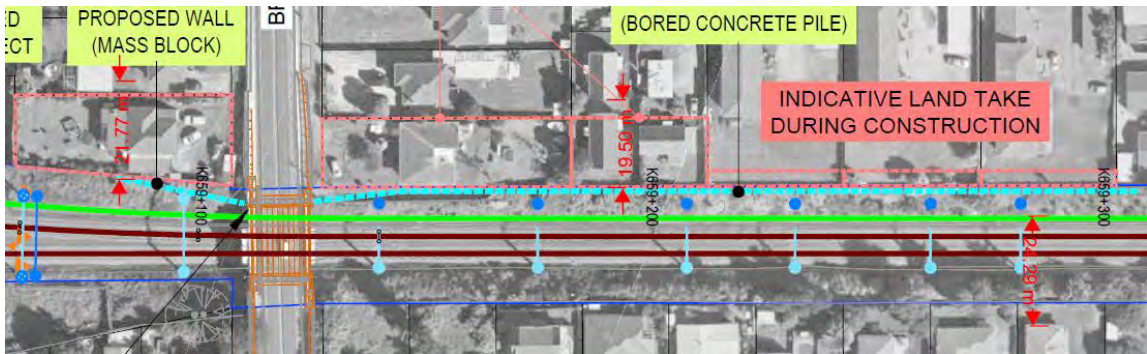 ED
ECT
PROPOSED WALL
(MASS BLOCK)
BF
(BORED CONCRETE PILE)
INDICATIVE LAND TAKE
DURING CONSTRUCTION
21.77 m
19.50 m
24.29 m
K659+100
K659+200
K659+300